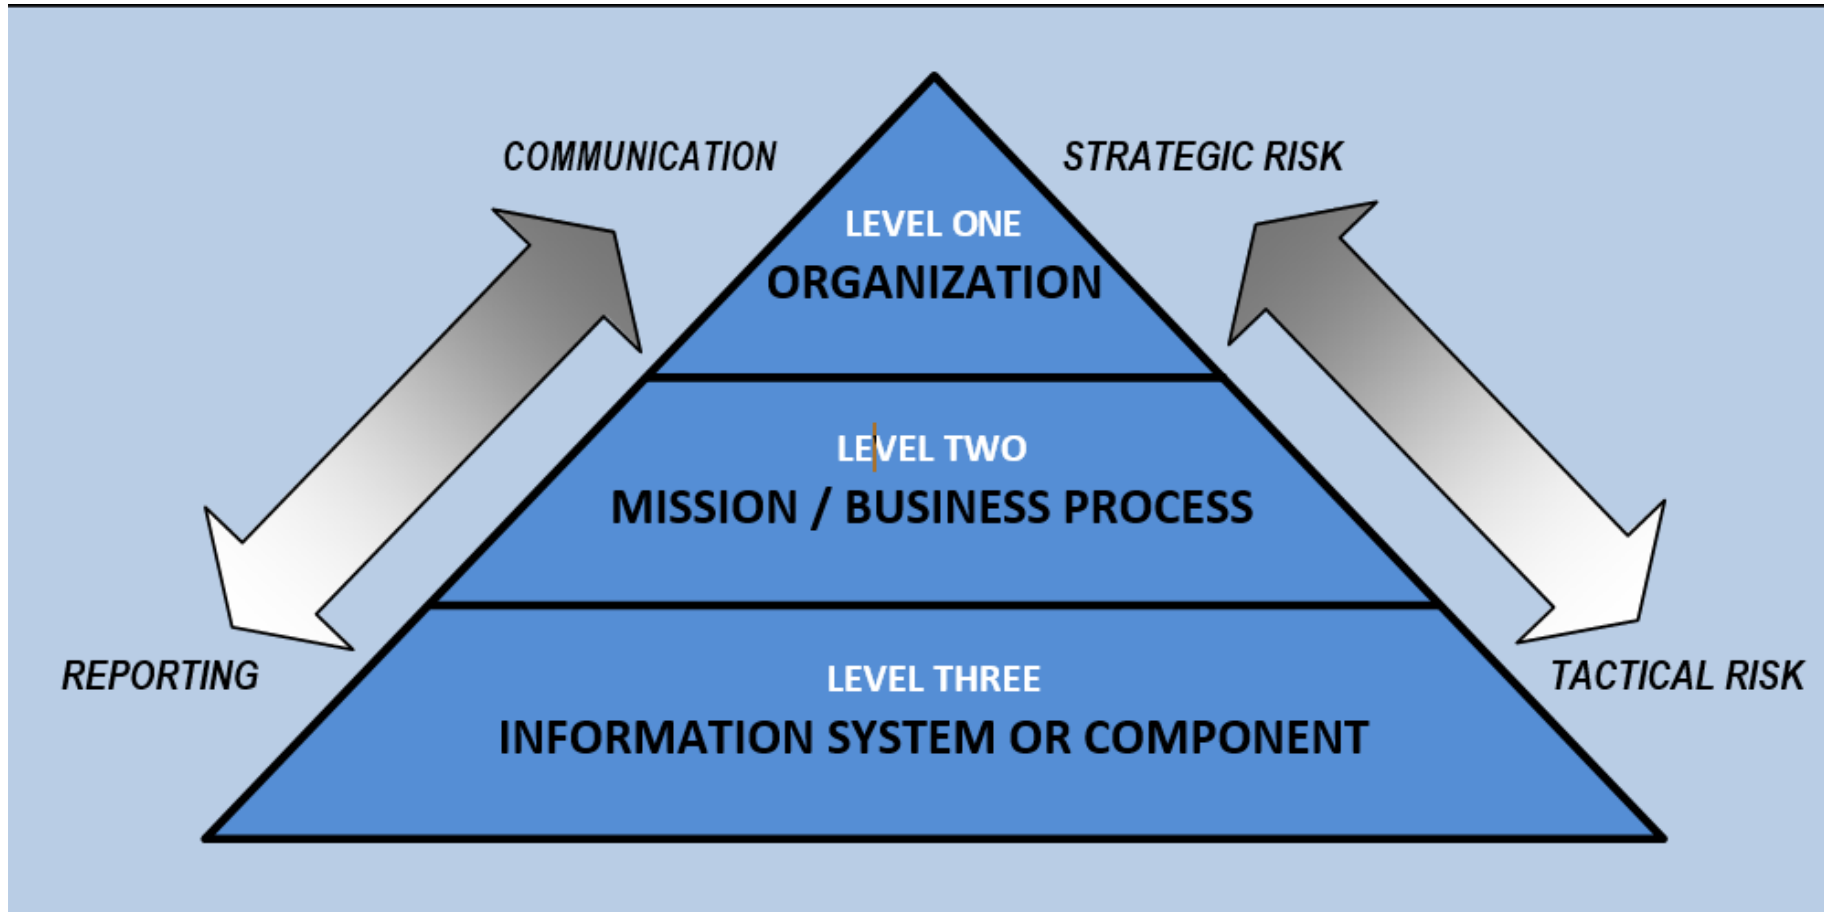 COMMUNICATION
STRATEGIC RISK
LEVEL ONE
ORGANIZATION
LEVEL TWO
MISSION / BUSINESS PROCESS
REPORTING
LEVEL THREE
TACTICAL RISK
INFORMATION SYSTEM OR COMPONENT